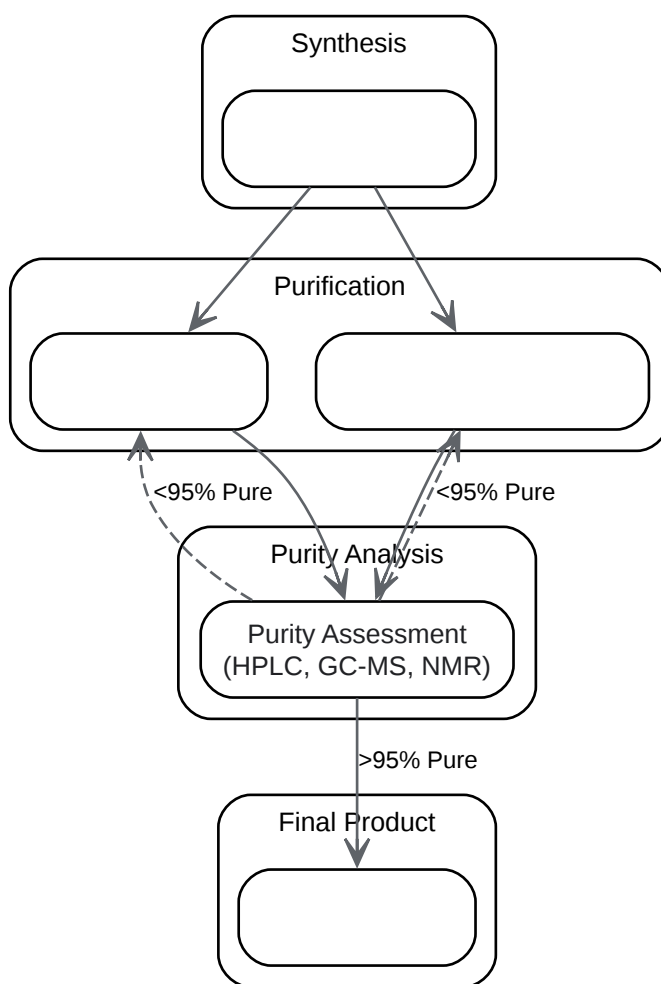 Synthesis
Purification
<95% Pure
<95% Pure
Purity Analysis
Purity Assessment
(HPLC, GC-MS, NMR)
>95% Pure
Final Product